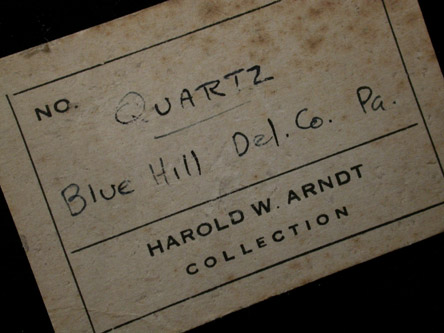 NO. QUARTZ
Blue Hill Del. Co. Pa.
HAROLD W. ARNDT
COLLECTION